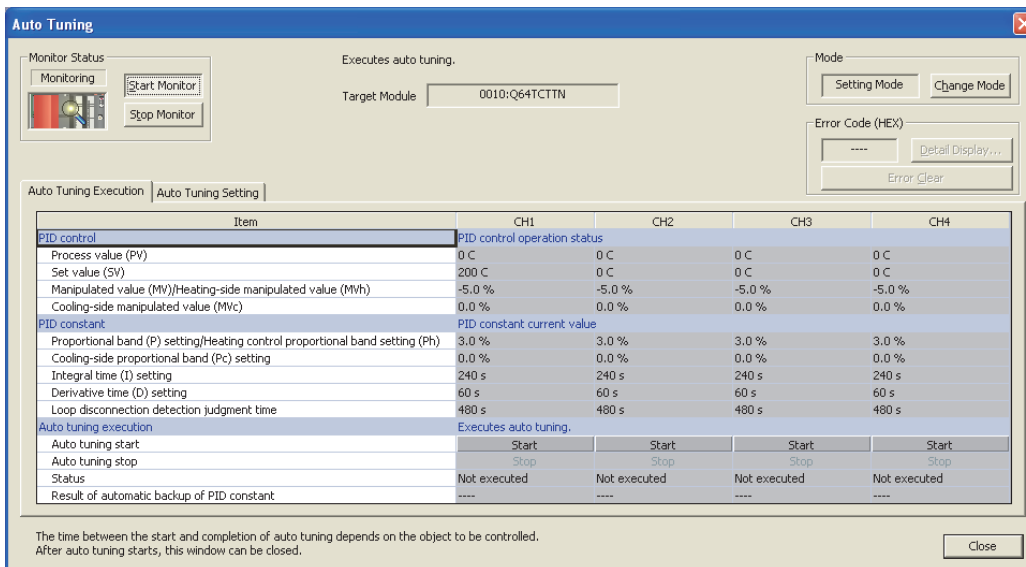 Auto Tuning
Monitor Status
Monitoring
Start Monitor
Stop Monitor
Executes auto tuning.
Target Module 0010:Q64TCTTN
Mode
Setting Mode Change Mode
Error Code (HEX)
---- Detail Display...
Error Clear
Auto Tuning Execution Auto Tuning Setting
Item CH1 CH2 CH3 CH4
PID control PID control operation status
Process value (PV) 0 C 0 C 0 C 0 C
Set value (SV) 200 C 0 C 0 C 0 C
Manipulated value (MV)/Heating-side manipulated value (MVh) -5.0 % -5.0 % -5.0 % -5.0 %
Cooling-side manipulated value (MVc) 0.0 % 0.0 % 0.0 % 0.0 %
PID constant PID constant current value
Proportional band (P) setting/Heating control proportional band setting (Ph) 3.0 % 3.0 % 3.0 % 3.0 %
Cooling-side proportional band (Pc) setting 0.0 % 0.0 % 0.0 % 0.0 %
Integral time (I) setting 240 s 240 s 240 s 240 s
Derivative time (D) setting 60 s 60 s 60 s 60 s
Loop disconnection detection judgment time 480 s 480 s 480 s 480 s
Auto tuning execution Executes auto tuning.
Auto tuning start Start Start Start Start
Auto tuning stop Stop Stop Stop Stop
Status Not executed Not executed Not executed Not executed
Result of automatic backup of PID constant ---- ---- ---- ----
The time between the start and completion of auto tuning depends on the object to be controlled.
After auto tuning starts, this window can be closed.
Close